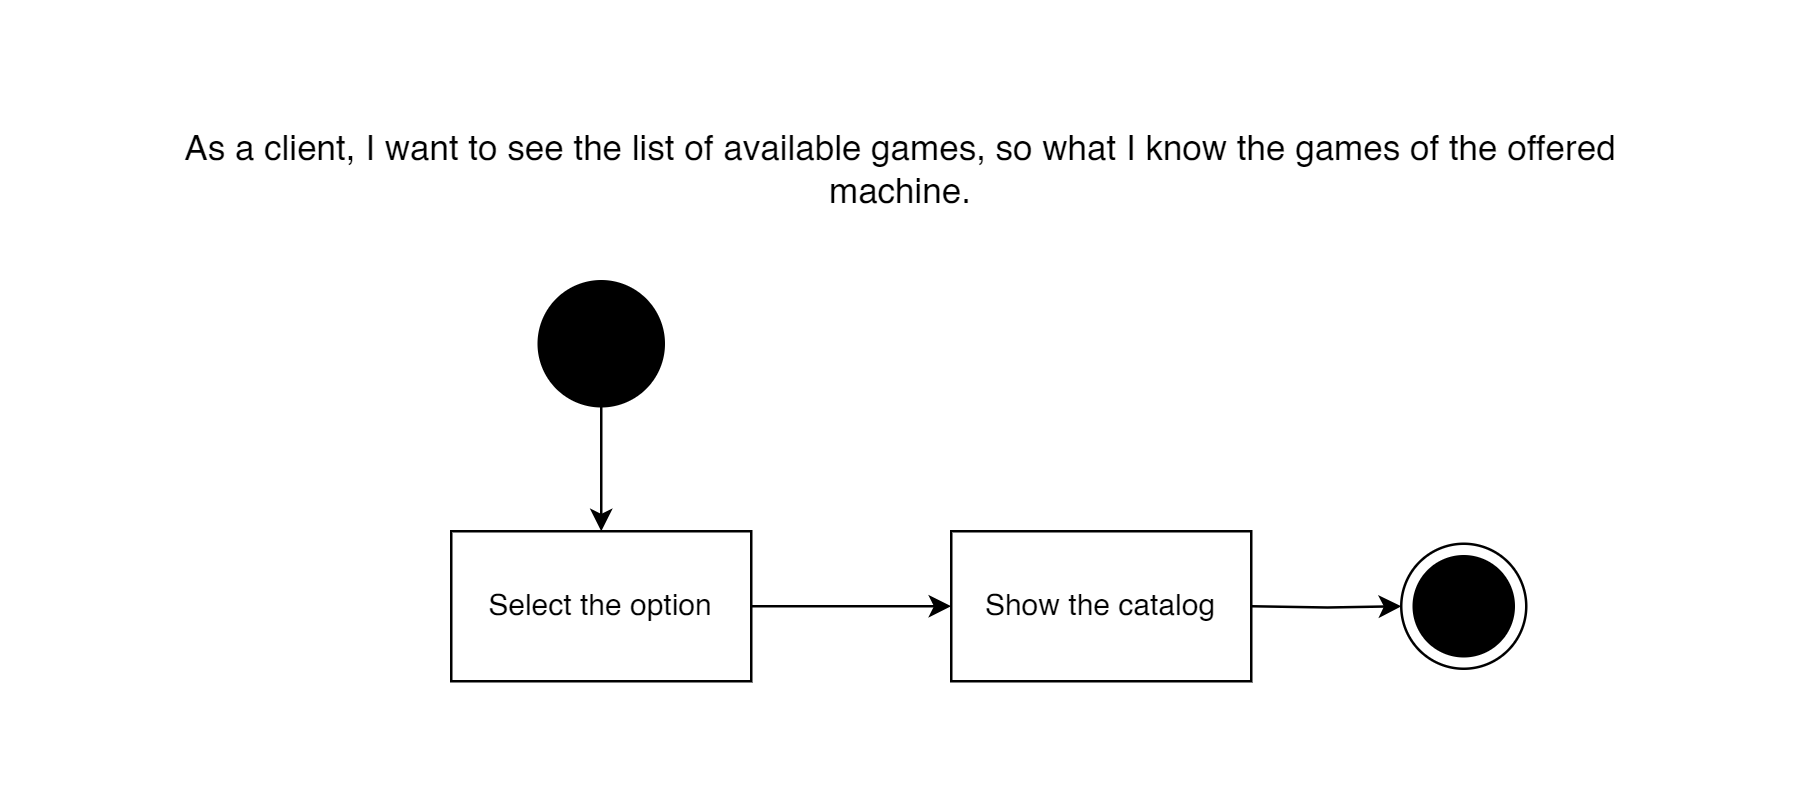 As a client, I want to see the list of available games, so what I know the games of the offered
machine.
Select the option
Show the catalog